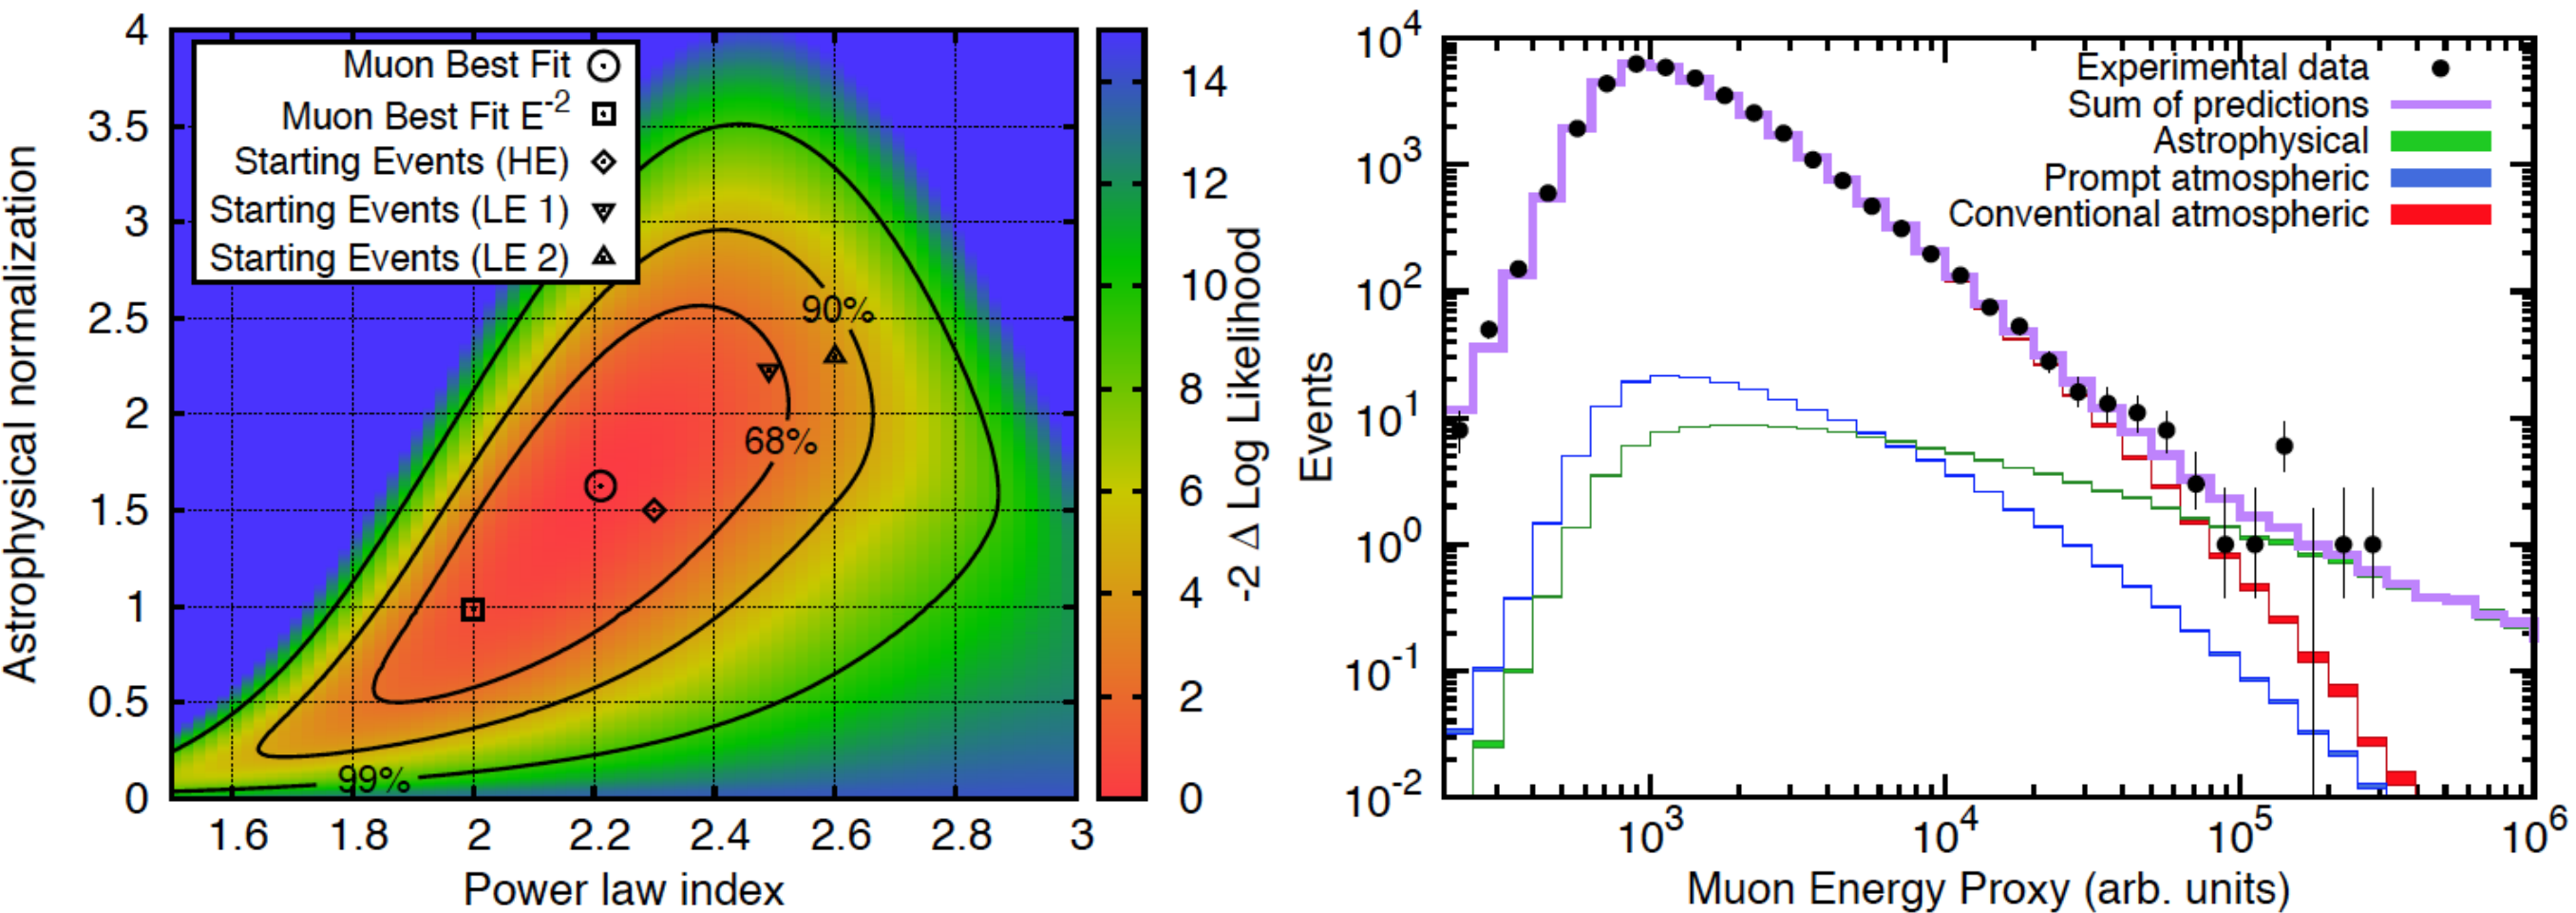 Astrophysical normalization
4
3.5
3
2.5
2
1.5
1
0.5
0
Muon Best Fit
Muon Best Fit E-2
Starting Events (HE)
Starting Events (LE 1)
Starting Events (LE 2)
90%
68%
99%
1.6 1.8 2 2.2 2.4 2.6 2.8 3
Power law index
14
12
10
8
6
4
2
0
-2 Δ Log Likelihood
Events
10^4
10^3
10^2
10^1
10^0
10^-1
10^-2
Experimental data
Sum of predictions
Astrophysical
Prompt atmospheric
Conventional atmospheric
10^3 10^4 10^5 10^6
Muon Energy Proxy (arb. units)